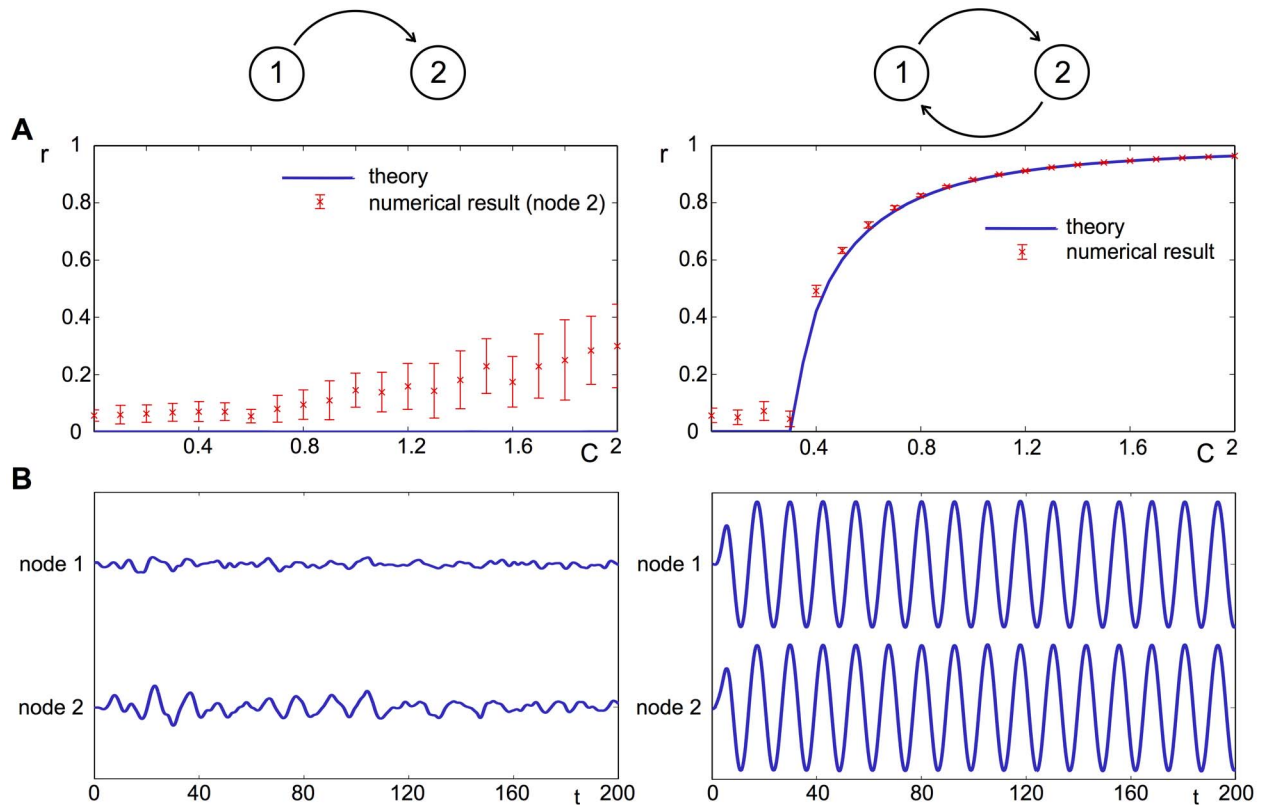 1 2 1 2
A
r 1 r 1
theory
numerical result (node 2)
0.8 0.8
theory
numerical result
0.6 0.6
0.4 0.4
0.2 0.2
0 0
0.4 0.8 1.2 1.6 C 2 0.4 0.8 1.2 1.6 C 2
B
node 1 node 1
node 2 node 2
0 40 80 120 160 t 200 0 40 80 120 160 t 200